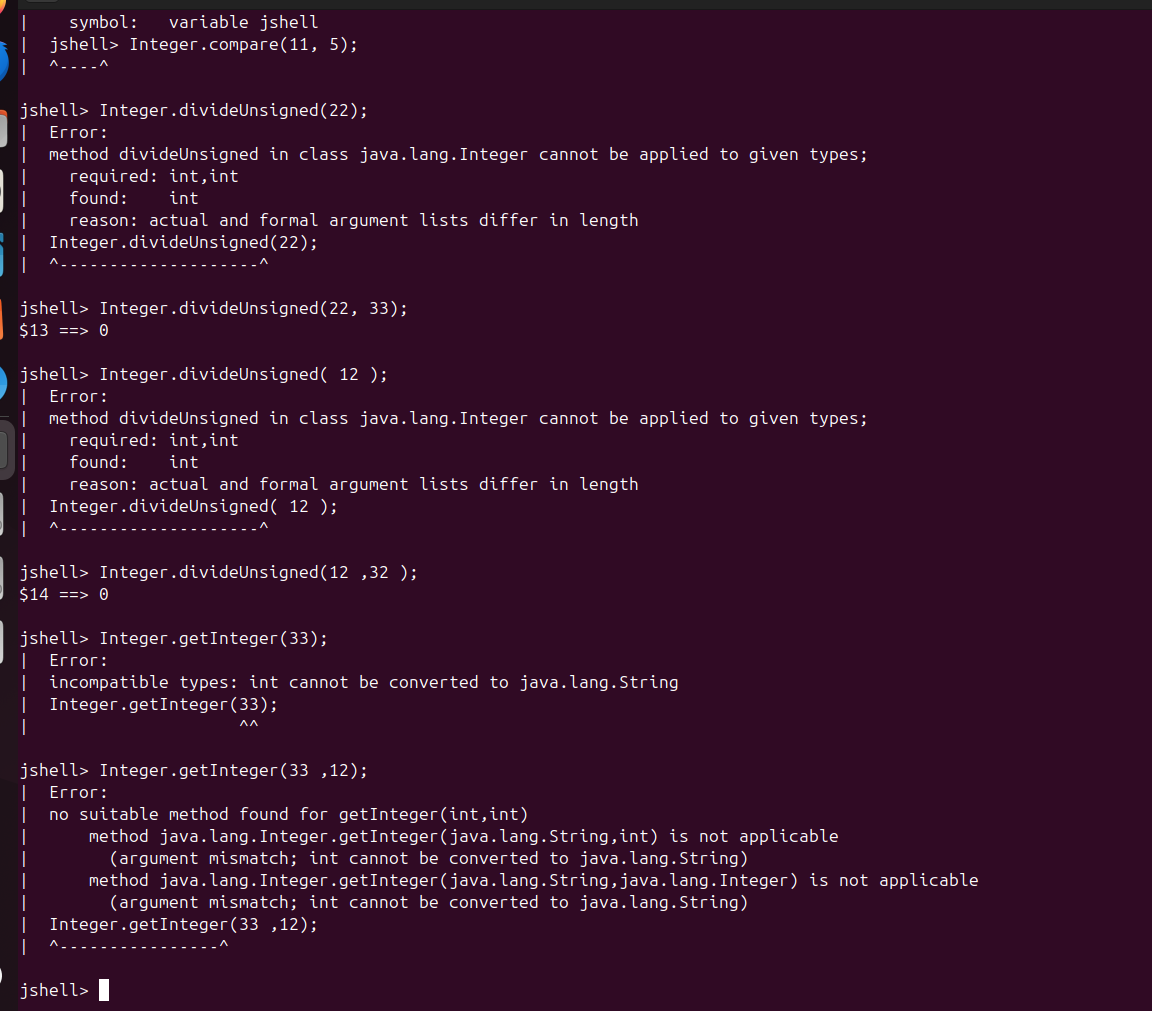 |    symbol:   variable jshell
|  jshell> Integer.compare(11, 5);
|  ^----^
jshell> Integer.divideUnsigned(22);
|  Error:
|  method divideUnsigned in class java.lang.Integer cannot be applied to given types;
|    required: int,int
|    found:    int
|    reason: actual and formal argument lists differ in length
|  Integer.divideUnsigned(22);
|  ^--------------------^
jshell> Integer.divideUnsigned(22, 33);
$13 ==> 0
jshell> Integer.divideUnsigned( 12 );
|  Error:
|  method divideUnsigned in class java.lang.Integer cannot be applied to given types;
|    required: int,int
|    found:    int
|    reason: actual and formal argument lists differ in length
|  Integer.divideUnsigned( 12 );
|  ^--------------------^
jshell> Integer.divideUnsigned(12 ,32 );
$14 ==> 0
jshell> Integer.getInteger(33);
|  Error:
|  incompatible types: int cannot be converted to java.lang.String
|  Integer.getInteger(33);
|                     ^^
jshell> Integer.getInteger(33 ,12);
|  Error:
|  no suitable method found for getInteger(int,int)
|      method java.lang.Integer.getInteger(java.lang.String,int) is not applicable
|        (argument mismatch; int cannot be converted to java.lang.String)
|      method java.lang.Integer.getInteger(java.lang.String,java.lang.Integer) is not applicable
|        (argument mismatch; int cannot be converted to java.lang.String)
|  Integer.getInteger(33 ,12);
|  ^----------------^
jshell>